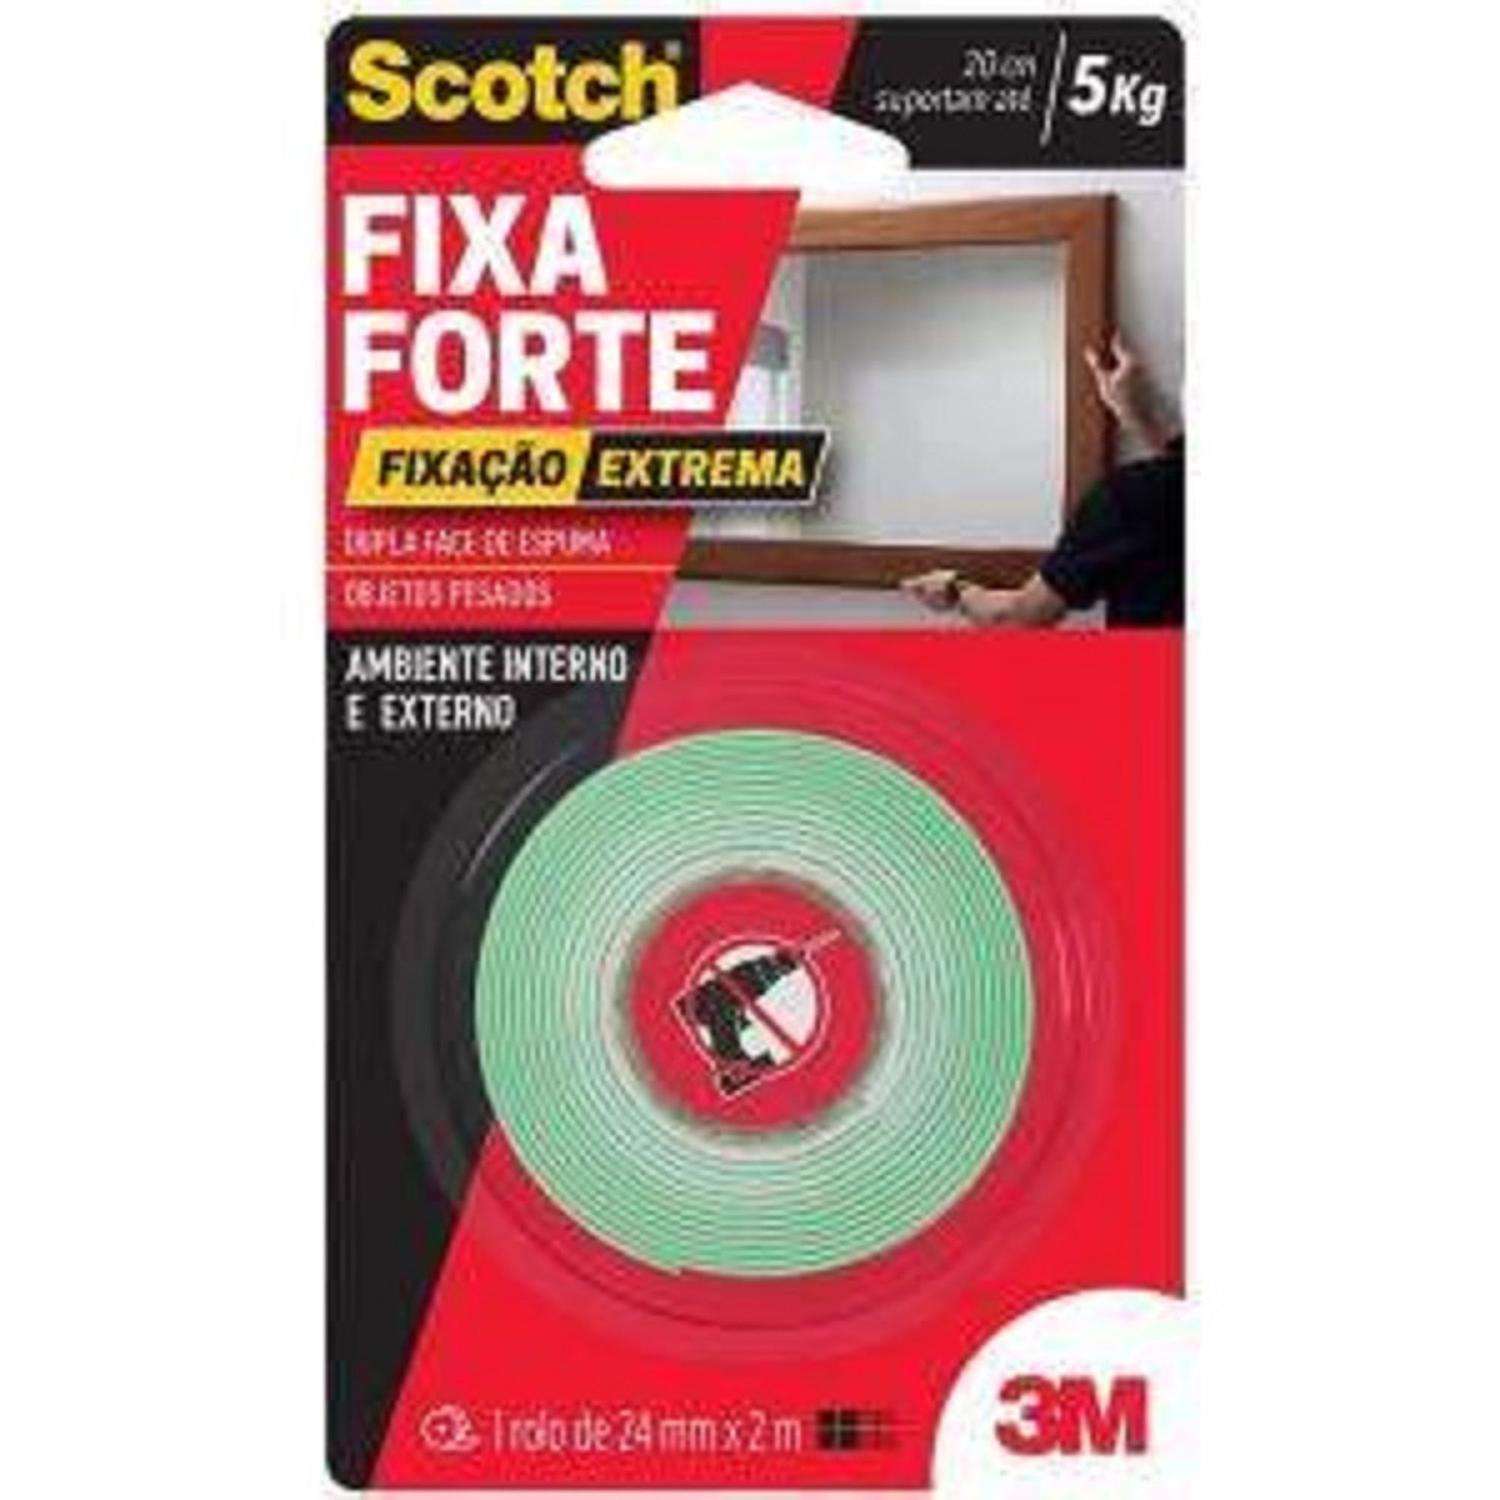 Scotch®
20 cm
suportam até
5Kg
FIXA
FORTE
FIXAÇÃO EXTREMA
DUPLA FACE DE ESPUMA
OBJETOS PESADOS
AMBIENTE INTERNO
E EXTERNO
1 rolo de 24 mm x 2 m
3M